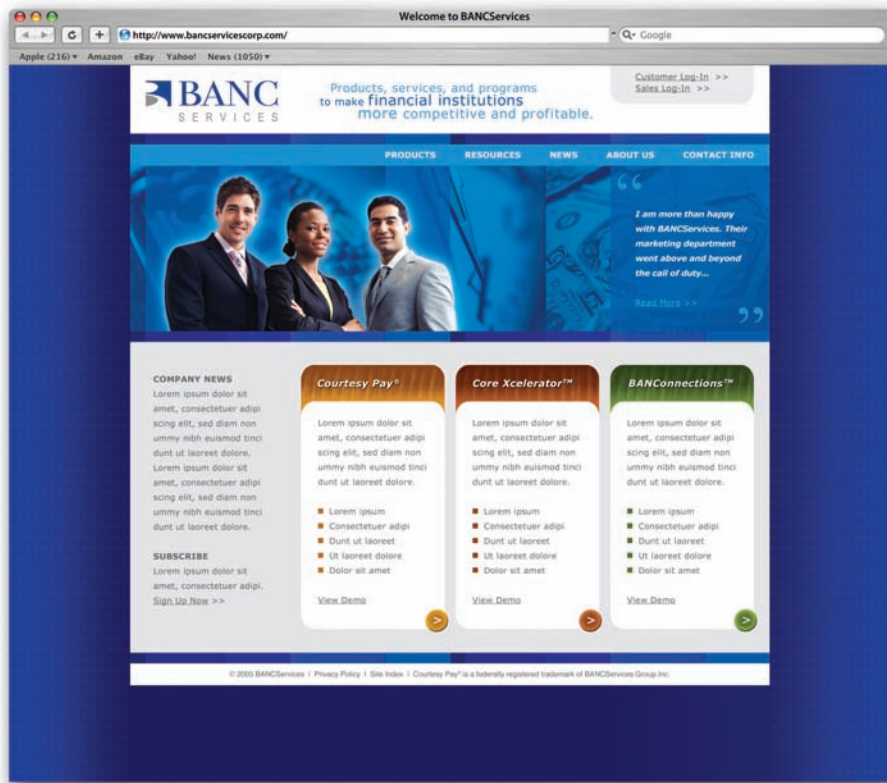 Welcome to BANCServices
http://www.bancservicescorp.com/
Google
Apple (216) Amazon eBay Yahoo! News (1050)
BANC
SERVICES
Products, services, and programs
to make financial institutions
more competitive and profitable.
Customer Log-In >>
Sales Log-In >>
PRODUCTS RESOURCES NEWS ABOUT US CONTACT INFO
“
I am more than happy
with BANCServices. Their
marketing department
went above and beyond
the call of duty...
Read More >>
”
COMPANY NEWS
Lorem ipsum dolor sit
amet, consectetuer adipi
scing elit, sed diam non
ummy nibh euismod tinci
dunt ut laoreet dolore.
Lorem ipsum dolor sit
amet, consectetuer adipi
scing elit, sed diam non
ummy nibh euismod tinci
dunt ut laoreet dolore.
SUBSCRIBE
Lorem ipsum dolor sit
amet, consectetuer adipi.
Sign Up Now >>
Courtesy Pay®
Lorem ipsum dolor sit
amet, consectetuer adipi
scing elit, sed diam non
ummy nibh euismod tinci
dunt ut laoreet dolore.
Lorem ipsum
Consectetuer adipi
Dunt ut laoreet
Ut laoreet dolore
Dolor sit amet
View Demo
>
Core Xcelerator™
Lorem ipsum dolor sit
amet, consectetuer adipi
scing elit, sed diam non
ummy nibh euismod tinci
dunt ut laoreet dolore.
Lorem ipsum
Consectetuer adipi
Dunt ut laoreet
Ut laoreet dolore
Dolor sit amet
View Demo
>
BANConnections™
Lorem ipsum dolor sit
amet, consectetuer adipi
scing elit, sed diam non
ummy nibh euismod tinci
dunt ut laoreet dolore.
Lorem ipsum
Consectetuer adipi
Dunt ut laoreet
Ut laoreet dolore
Dolor sit amet
View Demo
>
© 2005 BANCServices | Privacy Policy | Site Index | Courtesy Pay® is a federally registered trademark of BANCServices Group Inc.